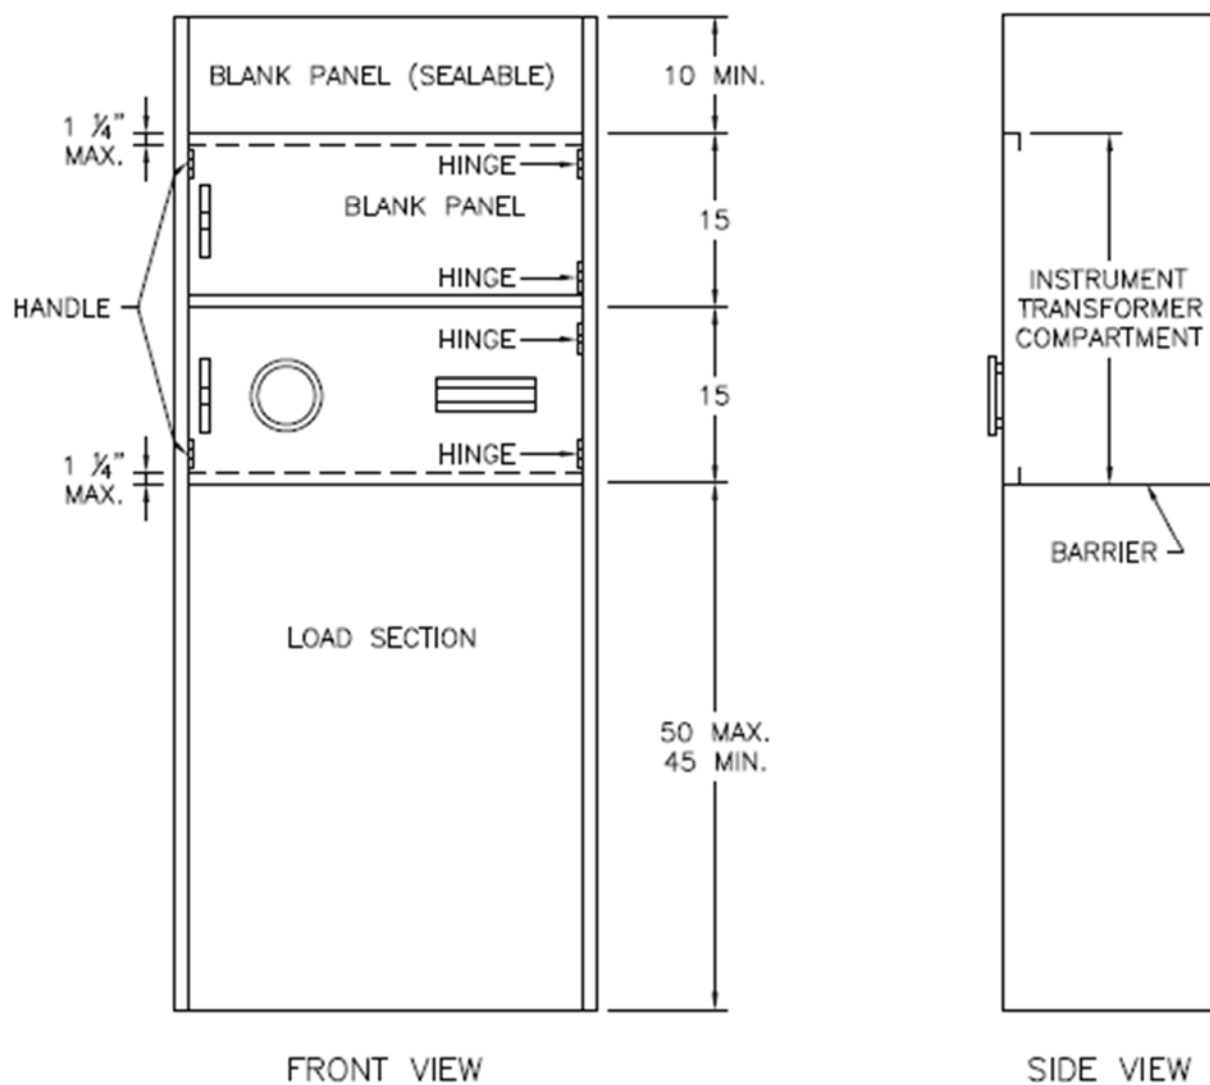 BLANK PANEL (SEALABLE)
10 MIN.
1 ¼"
MAX.
HINGE
BLANK PANEL
15
HINGE
HANDLE
HINGE
15
HINGE
1 ¼"
MAX.
LOAD SECTION
50 MAX.
45 MIN.
FRONT VIEW
INSTRUMENT
TRANSFORMER
COMPARTMENT
BARRIER
SIDE VIEW